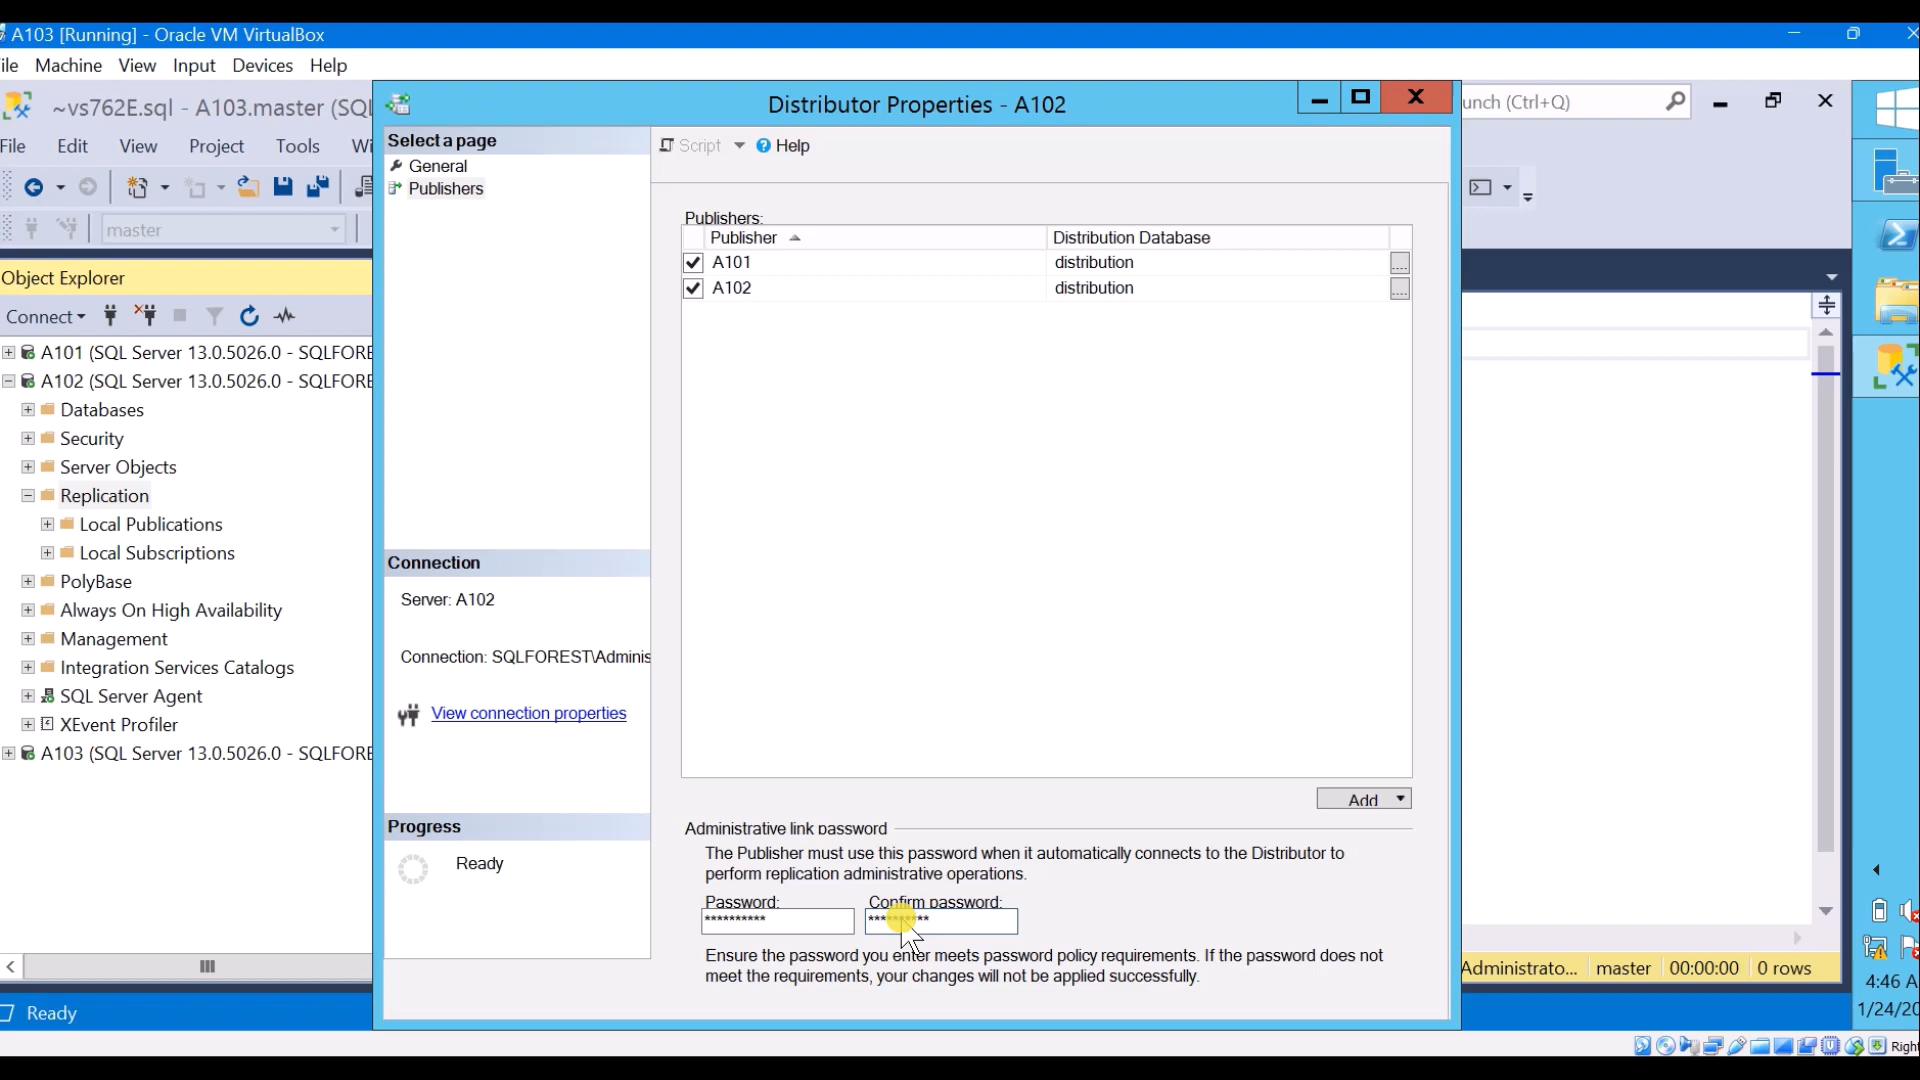 A103 [Running] - Oracle VM VirtualBox
ile Machine View Input Devices Help
~vs762E.sql - A103.master (SQL
Distributor Properties - A102
unch (Ctrl+Q)
File Edit View Project Tools Wi
Select a page
General
Publishers
Script
Help
master
Object Explorer
Connect
A101 (SQL Server 13.0.5026.0 - SQLFORE
A102 (SQL Server 13.0.5026.0 - SQLFORE
Databases
Security
Server Objects
Replication
Local Publications
Local Subscriptions
PolyBase
Always On High Availability
Management
Integration Services Catalogs
SQL Server Agent
XEvent Profiler
A103 (SQL Server 13.0.5026.0 - SQLFORE
Publishers:
Publisher Distribution Database
A101 distribution
A102 distribution
Connection
Server: A102
Connection: SQLFOREST\Adminis
View connection properties
Progress
Ready
Add
Administrative link password
The Publisher must use this password when it automatically connects to the Distributor to
perform replication administrative operations.
Password: Confirm password:
********** **********
Ensure the password you enter meets password policy requirements. If the password does not
meet the requirements, your changes will not be applied successfully.
Administrato... master 00:00:00 0 rows
4:46 A
1/24/20
Ready
Right